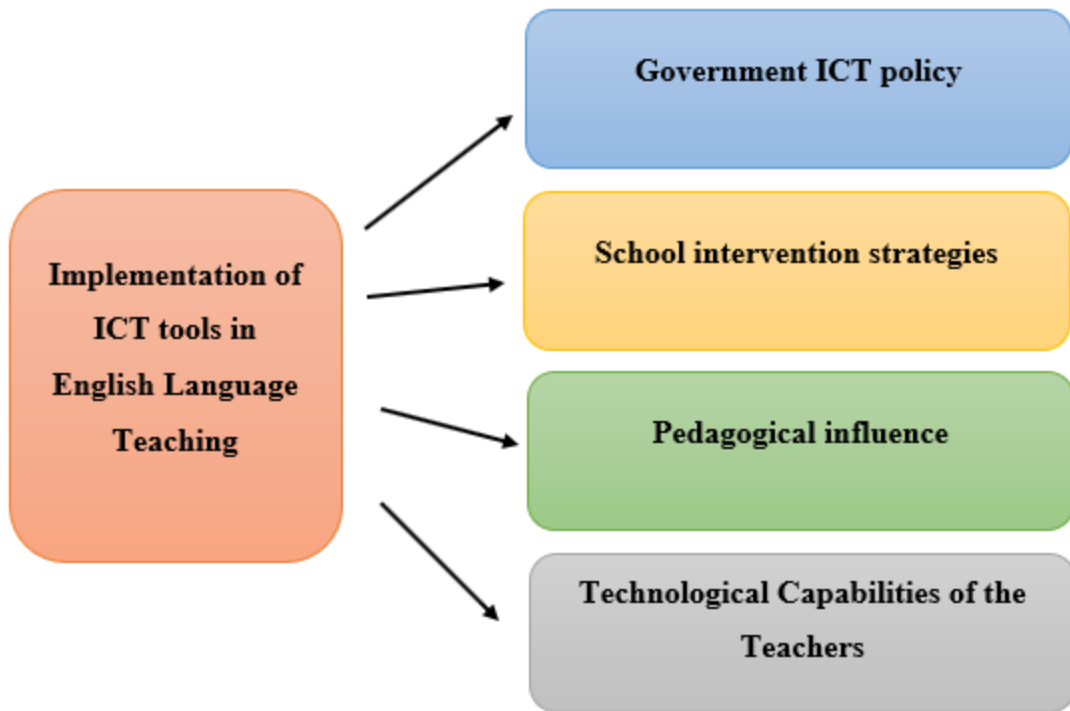 Government ICT policy
School intervention strategies
Implementation of
ICT tools in
English Language
Teaching
Pedagogical influence
Technological Capabilities of the
Teachers